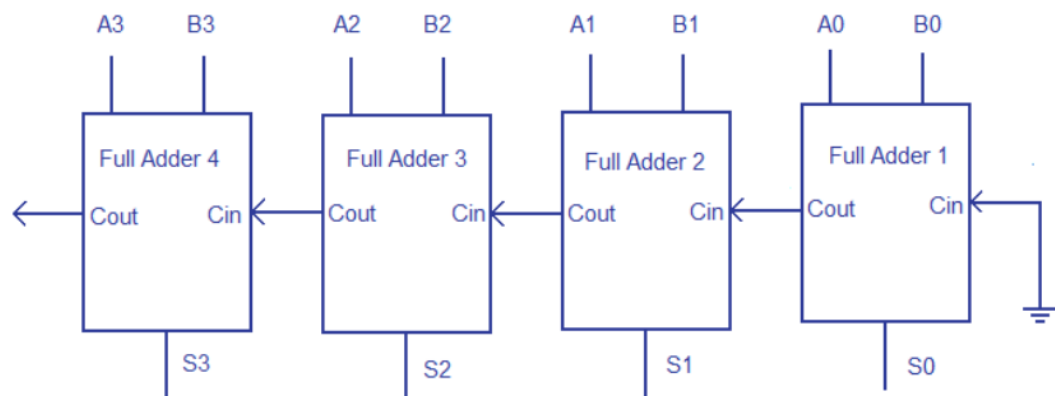 A3 B3 A2 B2 A1 B1 A0 B0
Full Adder 4 Full Adder 3 Full Adder 2 Full Adder 1
Cout Cin Cout Cin Cout Cin Cout Cin
S3 S2 S1 S0